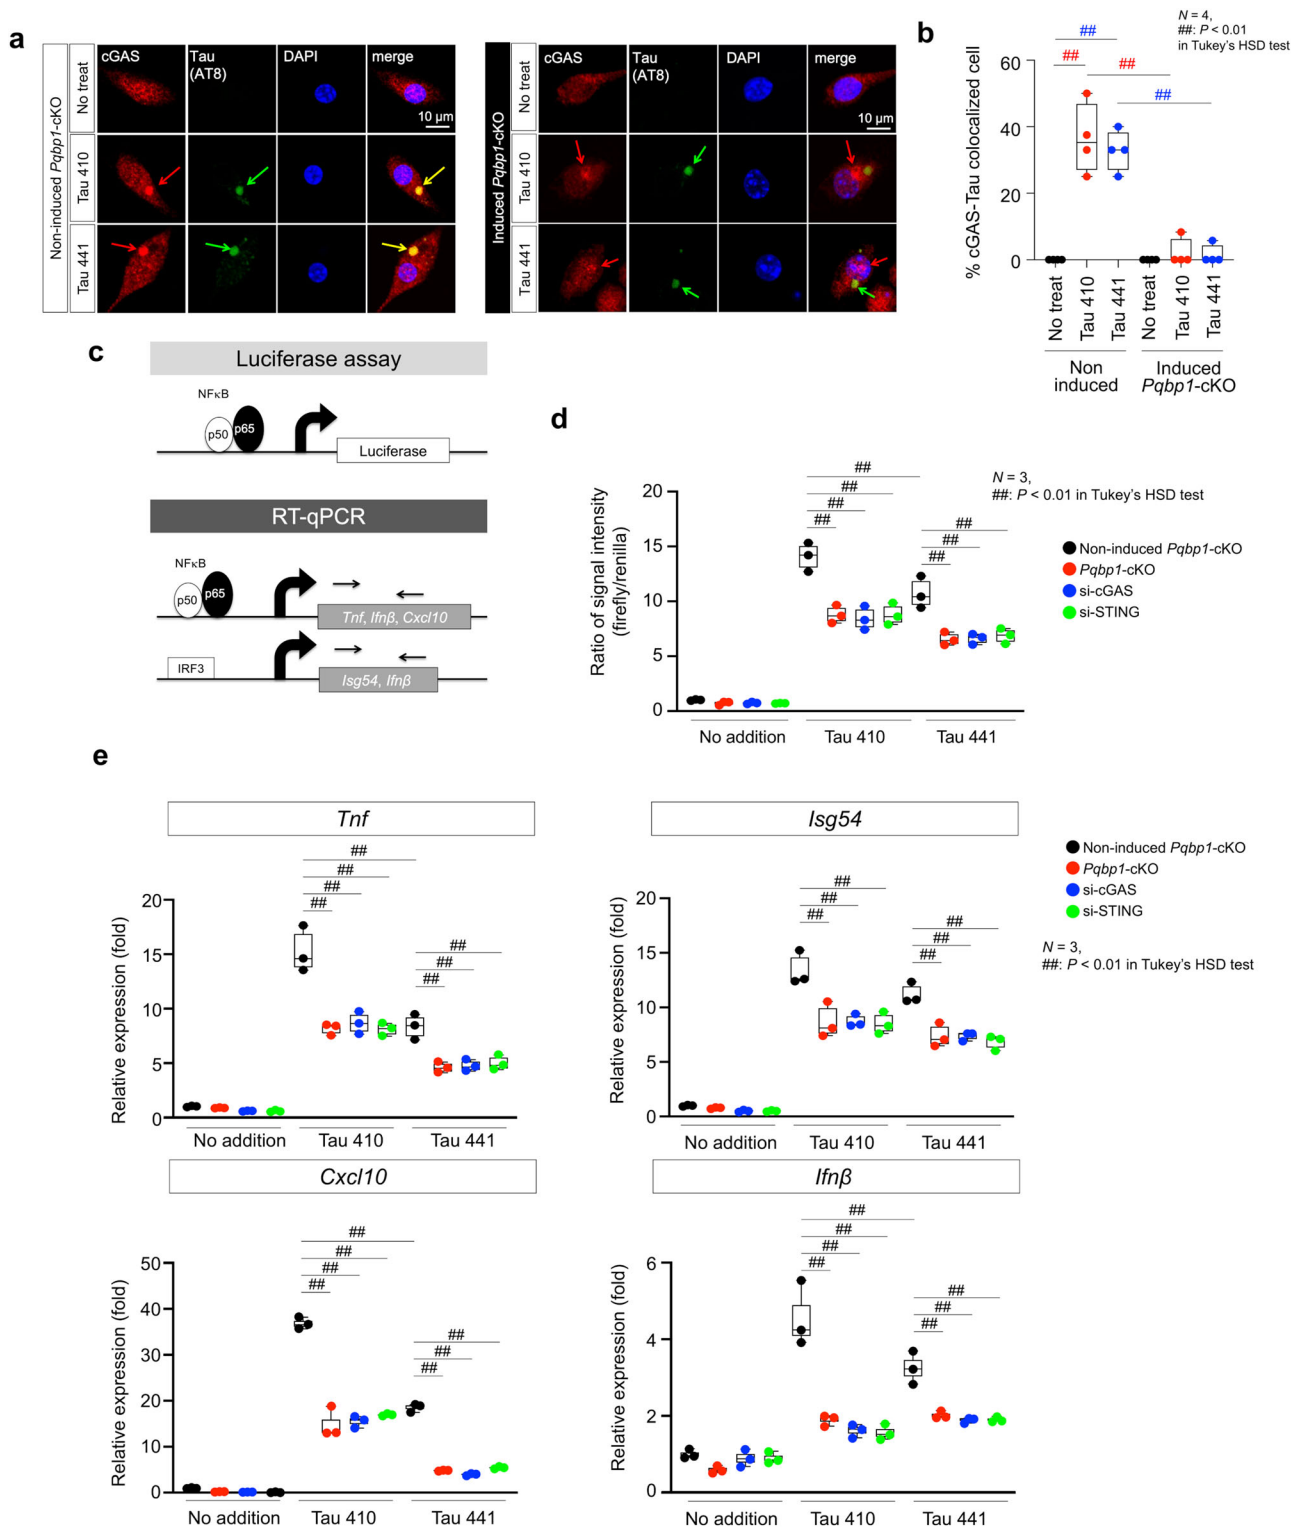 a
Non-induced Pqbp1-cKO
No treat
Tau 410
Tau 441
cGAS
Tau
(AT8)
DAPI
merge
10 µm
Induced Pqbp1-cKO
No treat
Tau 410
Tau 441
cGAS
Tau
(AT8)
DAPI
merge
10 µm
b
N = 4,
##: P < 0.01
in Tukey's HSD test
% cGAS-Tau colocalized cell
60
40
20
0
##
##
##
##
No treat
Tau 410
Tau 441
No treat
Tau 410
Tau 441
Non
induced
Induced
Pqbp1-cKO
c
Luciferase assay
NFκB
p50
p65
Luciferase
RT-qPCR
NFκB
p50
p65
Tnf, Ifnβ, Cxcl10
IRF3
Isg54, Ifnβ
d
N = 3,
##: P < 0.01 in Tukey's HSD test
Ratio of signal intensity
(firefly/renilla)
20
15
10
5
0
##
##
##
##
##
##
##
No addition
Tau 410
Tau 441
Non-induced Pqbp1-cKO
Pqbp1-cKO
si-cGAS
si-STING
e
Tnf
Relative expression (fold)
20
15
10
5
0
##
##
##
##
##
##
##
No addition
Tau 410
Tau 441
Isg54
Relative expression (fold)
20
15
10
5
0
##
##
##
##
##
##
No addition
Tau 410
Tau 441
Non-induced Pqbp1-cKO
Pqbp1-cKO
si-cGAS
si-STING
N = 3,
##: P < 0.01 in Tukey's HSD test
Cxcl10
Relative expression (fold)
50
40
30
20
10
0
##
##
##
##
##
##
##
No addition
Tau 410
Tau 441
Ifnβ
Relative expression (fold)
6
4
2
0
##
##
##
##
##
##
##
No addition
Tau 410
Tau 441